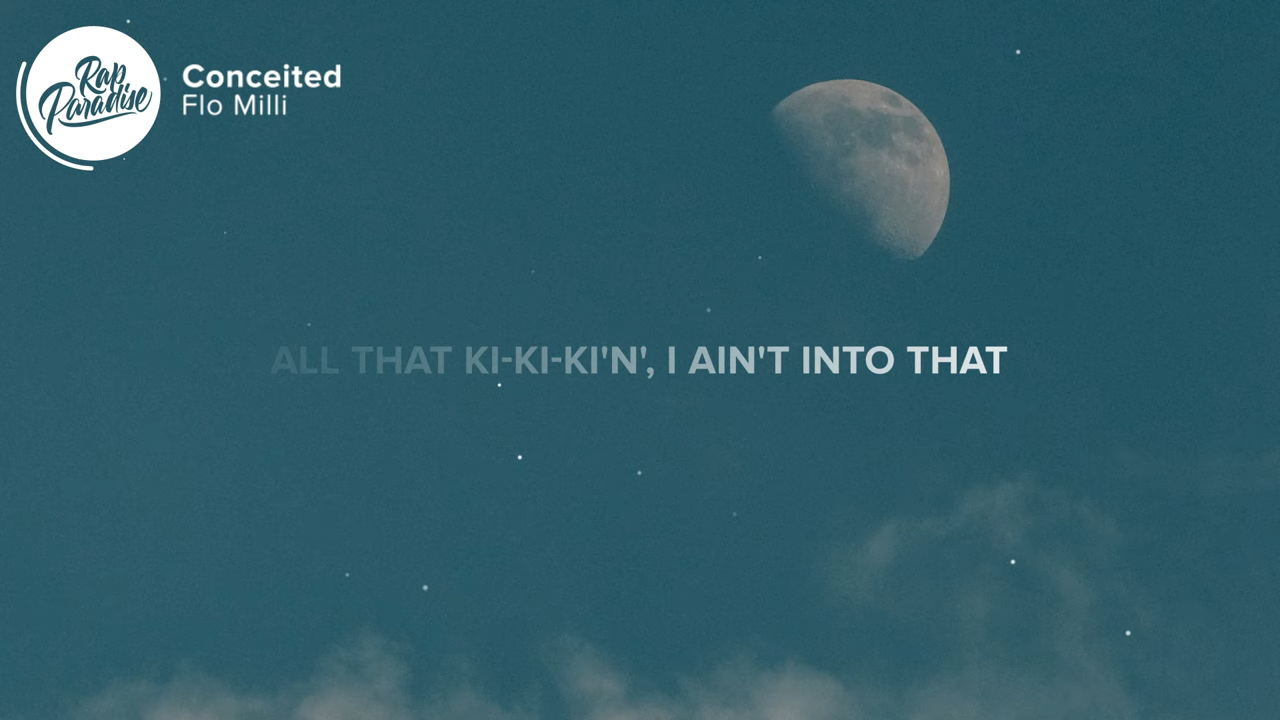 Rap
Paradise
Conceited
Flo Milli
ALL THAT KI-KI-KI'N', I AIN'T INTO THAT